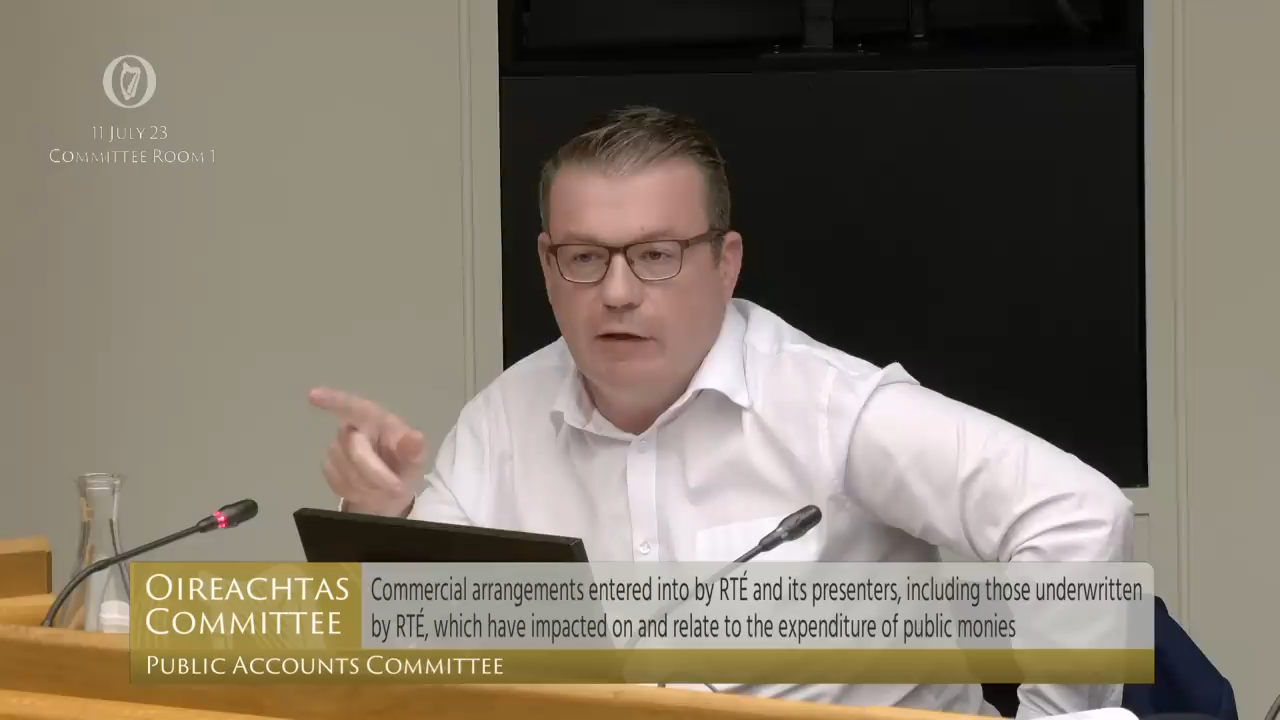 11 July 23
Committee Room 1
Oireachtas
Committee
Commercial arrangements entered into by RTÉ and its presenters, including those underwritten
by RTÉ, which have impacted on and relate to the expenditure of public monies
Public Accounts Committee